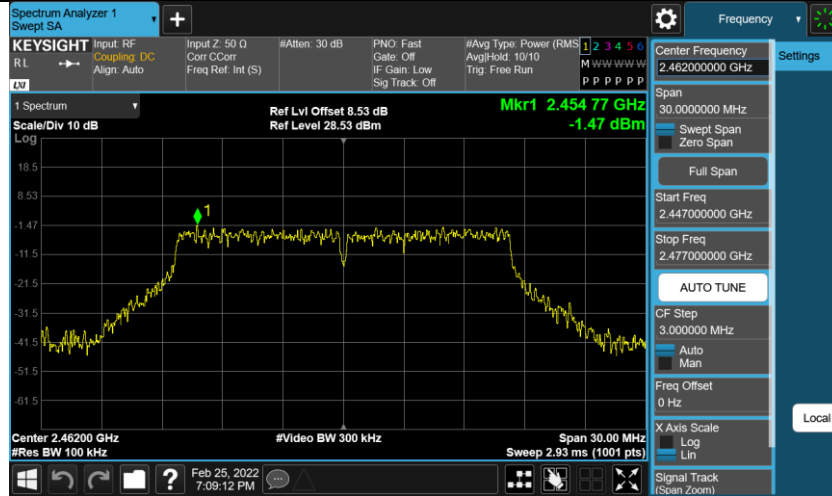 Spectrum Analyzer 1
Swept SA
+
Frequency
KEYSIGHT
RL
LXI
Input: RF
Coupling: DC
Align: Auto
Input Z: 50 Ω
Corr CCorr
Freq Ref: Int (S)
#Atten: 30 dB
PNO: Fast
Gate: Off
IF Gain: Low
Sig Track: Off
#Avg Type: Power (RMS
Avg|Hold: 10/10
Trig: Free Run
1 2 3 4 5 6
M W W W W W
P P P P P P
1 Spectrum
Scale/Div 10 dB
Log
Ref Lvl Offset 8.53 dB
Ref Level 28.53 dBm
Mkr1 2.454 77 GHz
-1.47 dBm
18.5
8.53
-1.47
-11.5
-21.5
-31.5
-41.5
-51.5
-61.5
1
Center 2.46200 GHz
#Res BW 100 kHz
#Video BW 300 kHz
Span 30.00 MHz
Sweep 2.93 ms (1001 pts)
?
Feb 25, 2022
7:09:12 PM
Center Frequency
2.462000000 GHz
Span
30.0000000 MHz
Swept Span
Zero Span
Full Span
Start Freq
2.447000000 GHz
Stop Freq
2.477000000 GHz
AUTO TUNE
CF Step
3.000000 MHz
Auto
Man
Freq Offset
0 Hz
X Axis Scale
Log
Lin
Signal Track
(Span Zoom)
Settings
Local